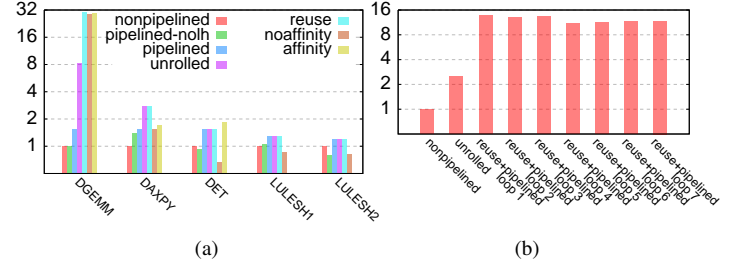 32
16
8
4
2
1
nonpipelined
pipelined-nolh
pipelined
unrolled
reuse
noaffinity
affinity
DGEMM
DAXPY
DET
LULESH1
LULESH2
(a)
16
8
4
2
1
nonpipelined
unrolled
reuse+pipelined
loop 1
reuse+pipelined
loop 2
reuse+pipelined
loop 3
reuse+pipelined
loop 4
reuse+pipelined
loop 5
reuse+pipelined
loop 6
reuse+pipelined
loop 7
(b)